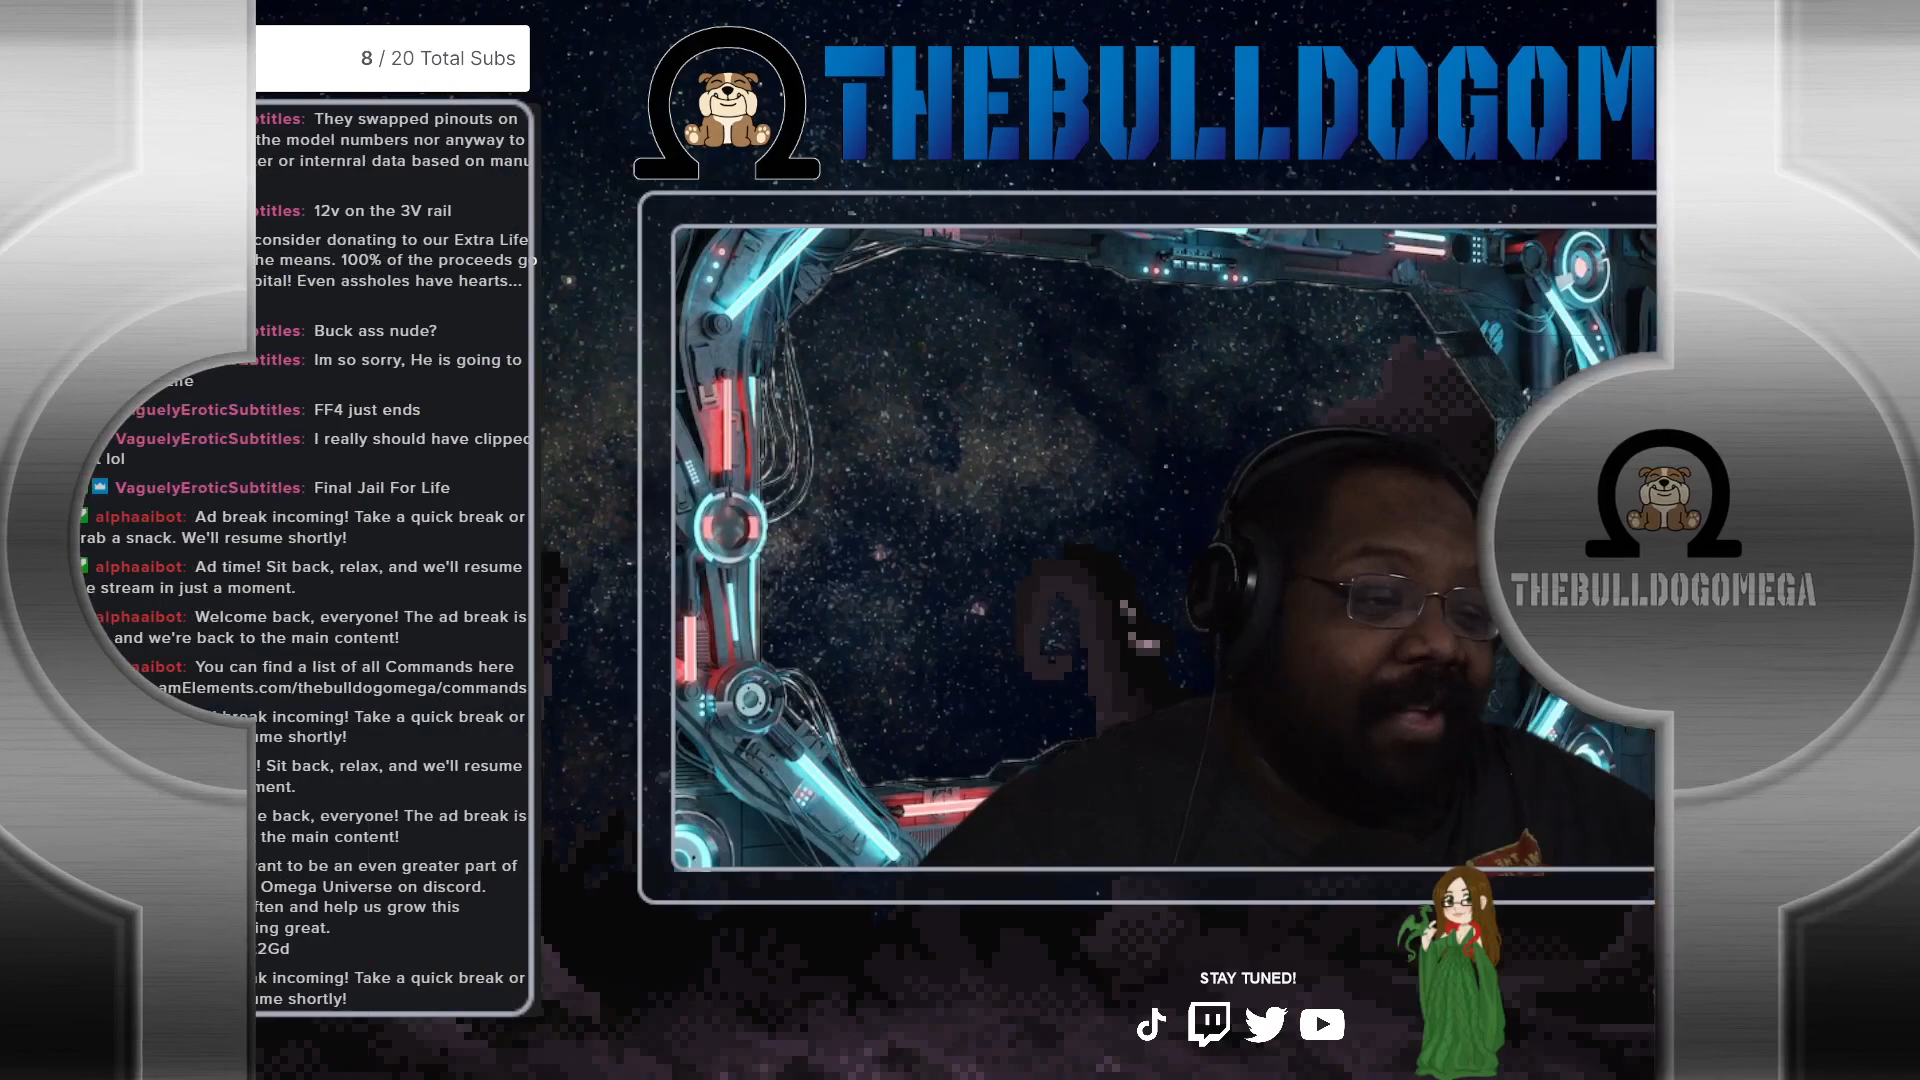 8 / 20 Total Subs
THEBULLDOGOM
titles: They swapped pinouts on
the model numbers nor anyway to
er or internral data based on manu
titles: 12v on the 3V rail
consider donating to our Extra Life
he means. 100% of the proceeds go
pital! Even assholes have hearts...
titles: Buck ass nude?
titles: Im so sorry, He is going to
guelyEroticSubtitles: FF4 just ends
VaguelyEroticSubtitles: I really should have clipped
lol
VaguelyEroticSubtitles: Final Jail For Life
alphaaibot: Ad break incoming! Take a quick break or
rab a snack. We'll resume shortly!
alphaaibot: Ad time! Sit back, relax, and we'll resume
e stream in just a moment.
alphaaibot: Welcome back, everyone! The ad break is
and we're back to the main content!
aibot: You can find a list of all Commands here
amElements.com/thebulldogomega/commands
break incoming! Take a quick break or
ume shortly!
! Sit back, relax, and we'll resume
ment.
e back, everyone! The ad break is
the main content!
want to be an even greater part of
Omega Universe on discord.
ften and help us grow this
ing great.
2Gd
ak incoming! Take a quick break or
ume shortly!
THEBULLDOGOMEGA
STAY TUNED!